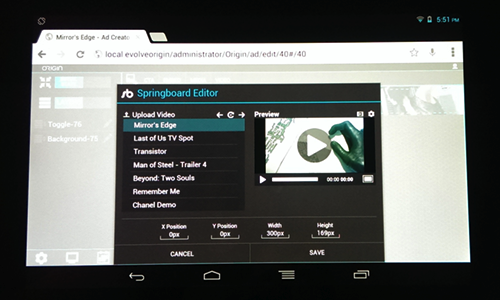 5:51 PM
Mirror's Edge - Ad Creato
local.evolveorigin/administrator/Origin/ad/edit/40#/40
origin
Springboard Editor
Upload Video
Preview
Mirror's Edge
Last of Us TV Spot
Transistor
Man of Steel - Trailer 4
Beyond: Two Souls
Remember Me
Chanel Demo
00:00 00:00
Toggle-76
Background-75
X Position
Y Position
Width
Height
0px
0px
300px
169px
CANCEL
SAVE